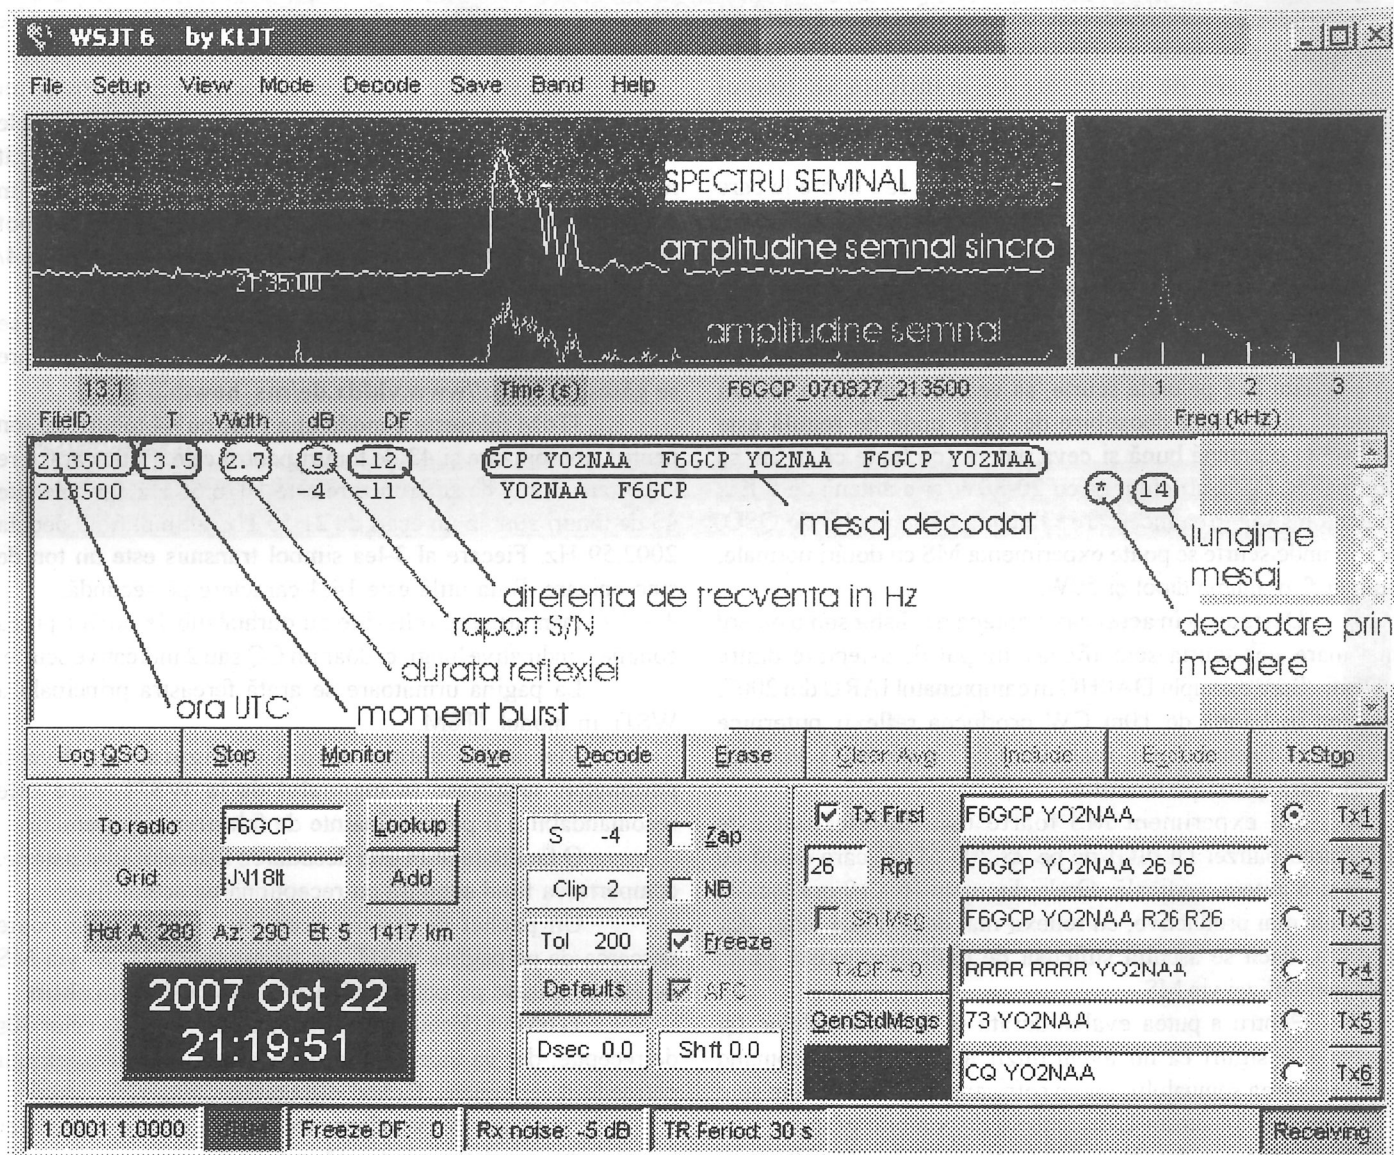 WSJT 6 by K1JT
File Setup View Mode Decode Save Band Help
SPECTRU SEMNAL
amplitudine semnal sincro
21:35:00
amplitudine semnal
13.1 Time (s) F6GCP_070827_213500 1 2 3
FileID T Width dB DF Freq (kHz)
213500 13.5 2.7 5 -12 GCP YO2NAA F6GCP YO2NAA F6GCP YO2NAA
213500 4 -11 YO2NAA F6GCP * 14
mesaj decodat
lungime
mesaj
diferenta de frecventa in Hz
raport S/N
decodare prin
mediere
durata reflexiei
ora UTC moment burst
Log QSO Stop Monitor Save Decode Erase Clear Avg Include Exclude TxStop
To radio F6GCP Lookup
Grid JN18lt Add
Hot A: 280 Az: 290 El: 5 1417 km
2007 Oct 22
21:19:51
S -4 Zap
Clip 2 NB
Tol 200 Freeze
Defaults AFC
Dsec 0.0 Shft 0.0
Tx First F6GCP YO2NAA Tx1
26 Rpt F6GCP YO2NAA 26 26 Tx2
Sh Msg F6GCP YO2NAA R26 R26 Tx3
TxDF = 0 RRRR RRRR YO2NAA Tx4
GenStdMsgs 73 YO2NAA Tx5
CQ YO2NAA Tx6
1.0001 1.0000 Freeze DF: 0 Rx noise: -5 dB TR Period: 30 s Receiving